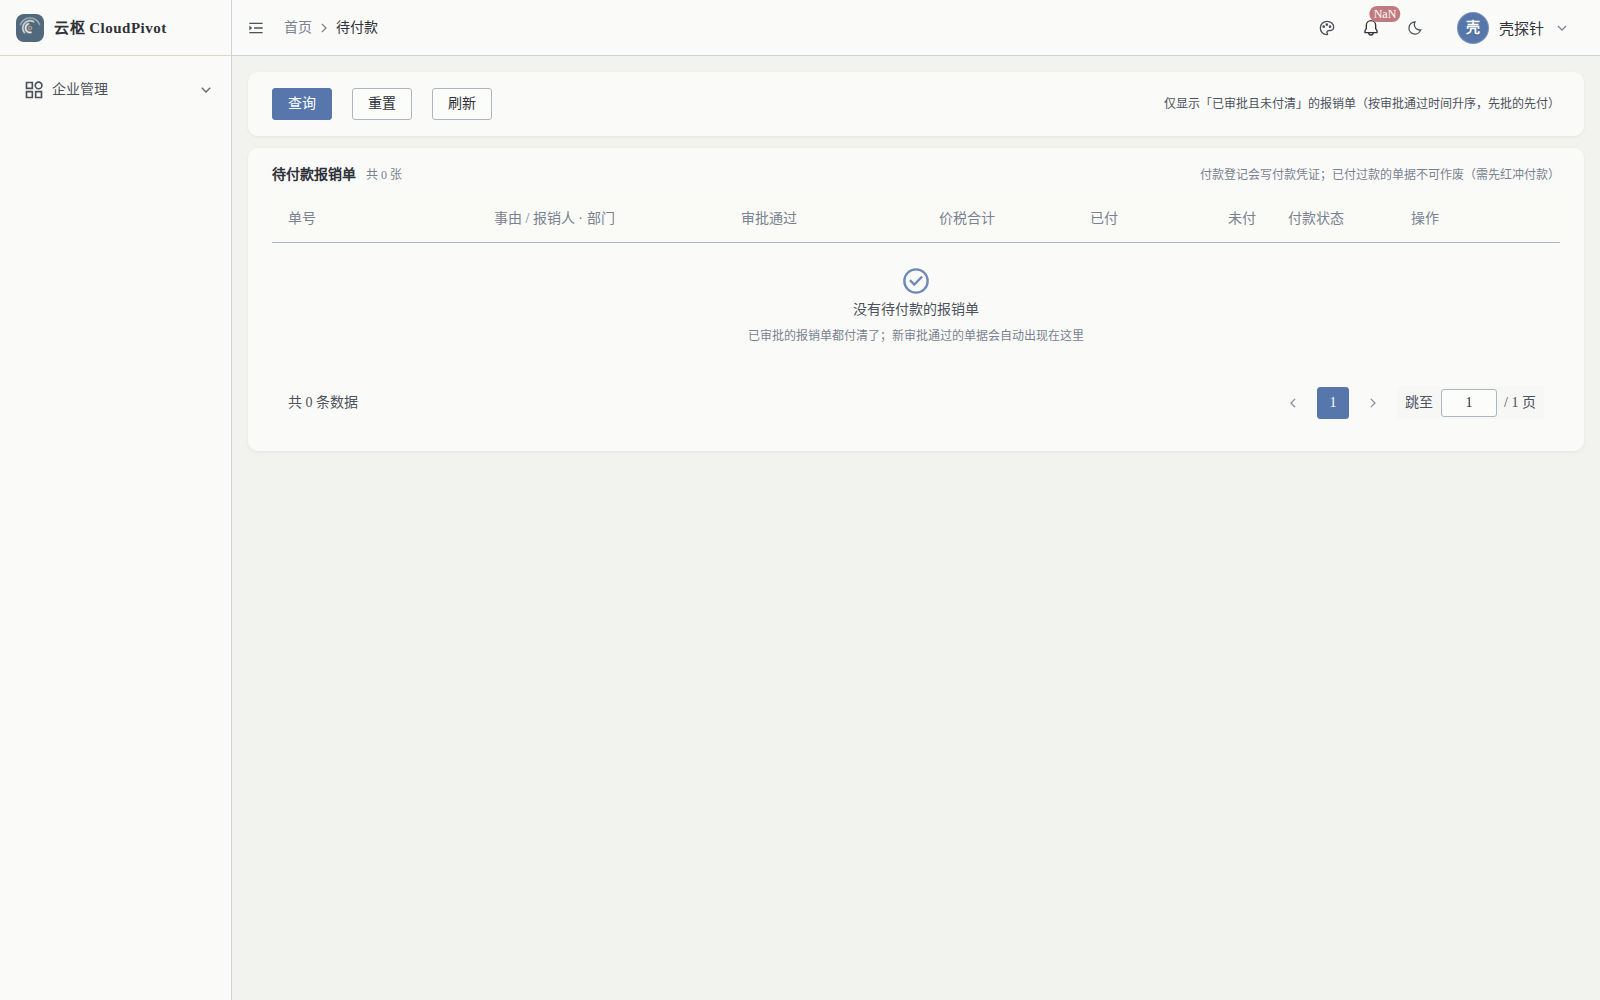 云枢 CloudPivot
首页 > 待付款
NaN
壳 壳探针
企业管理
查询 重置 刷新
仅显示「已审批且未付清」的报销单（按审批通过时间升序，先批的先付）
待付款报销单 共 0 张
付款登记会写付款凭证；已付过款的单据不可作废（需先红冲付款）
单号 事由 / 报销人 · 部门 审批通过 价税合计 已付 未付 付款状态 操作
没有待付款的报销单
已审批的报销单都付清了；新审批通过的单据会自动出现在这里
共 0 条数据
1 跳至 1 / 1 页